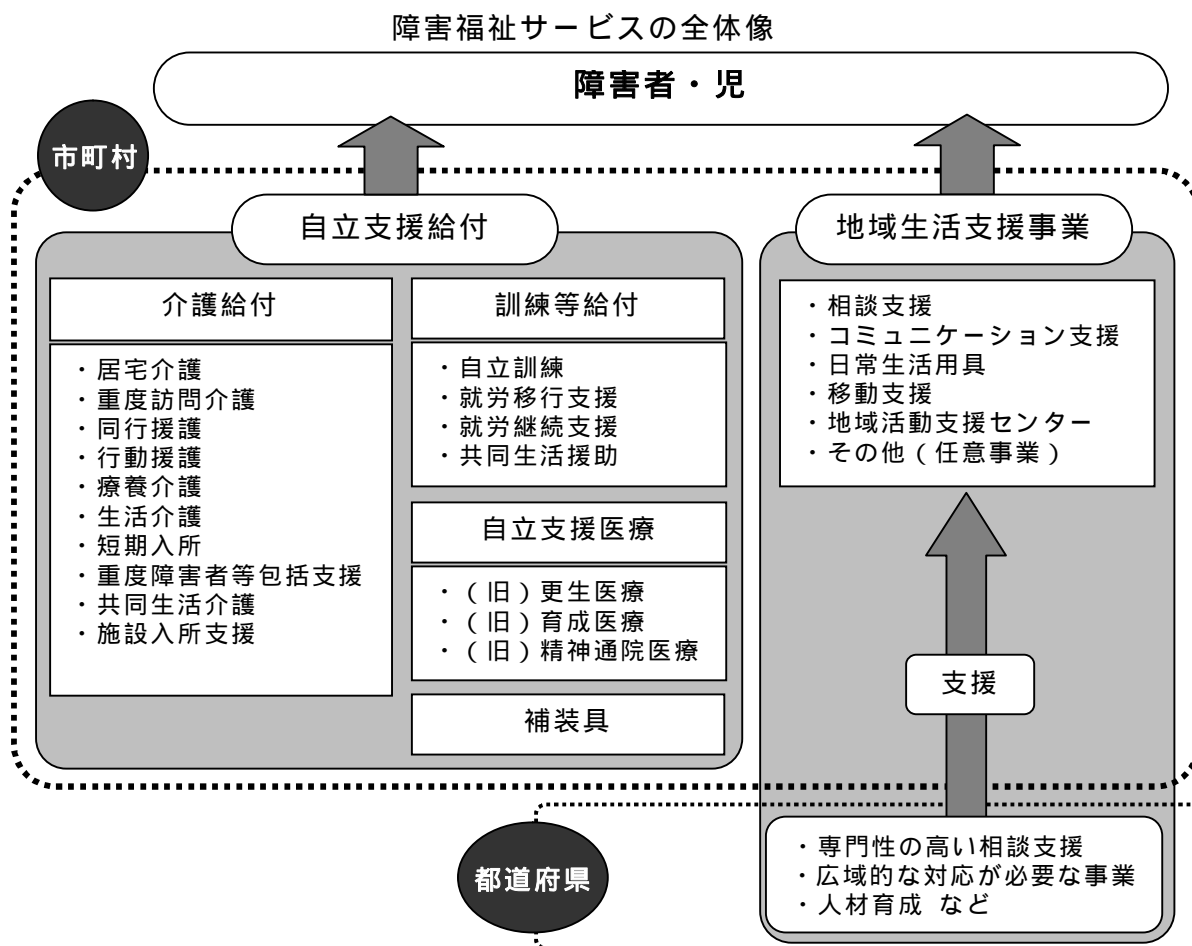 障害福祉サービスの全体像
障害者・児
市町村
自立支援給付
介護給付
・居宅介護
・重度訪問介護
・同行援護
・行動援護
・療養介護
・生活介護
・短期入所
・重度障害者等包括支援
・共同生活介護
・施設入所支援
訓練等給付
・自立訓練
・就労移行支援
・就労継続支援
・共同生活援助
自立支援医療
・（旧）更生医療
・（旧）育成医療
・（旧）精神通院医療
補装具
地域生活支援事業
・相談支援
・コミュニケーション支援
・日常生活用具
・移動支援
・地域活動支援センター
・その他（任意事業）
支援
都道府県
・専門性の高い相談支援
・広域的な対応が必要な事業
・人材育成 など